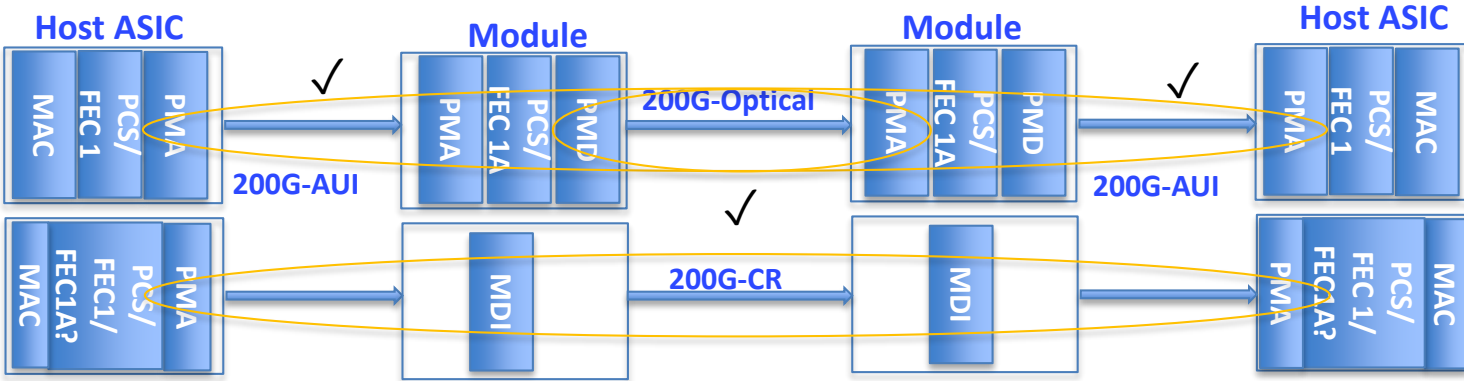 Host ASIC
Module
Module
Host ASIC
MAC
PCS/
FEC 1
PMA
PMA
PCS/
FEC 1A
PMD
200G-Optical
PMA
PCS/
FEC 1A
PMD
PMA
PCS/
FEC 1
MAC
200G-AUI
200G-AUI
MAC
PCS/
FEC1/
FEC1A?
PMA
MDI
200G-CR
MDI
PMA
PCS/
FEC 1/
FEC1A?
MAC